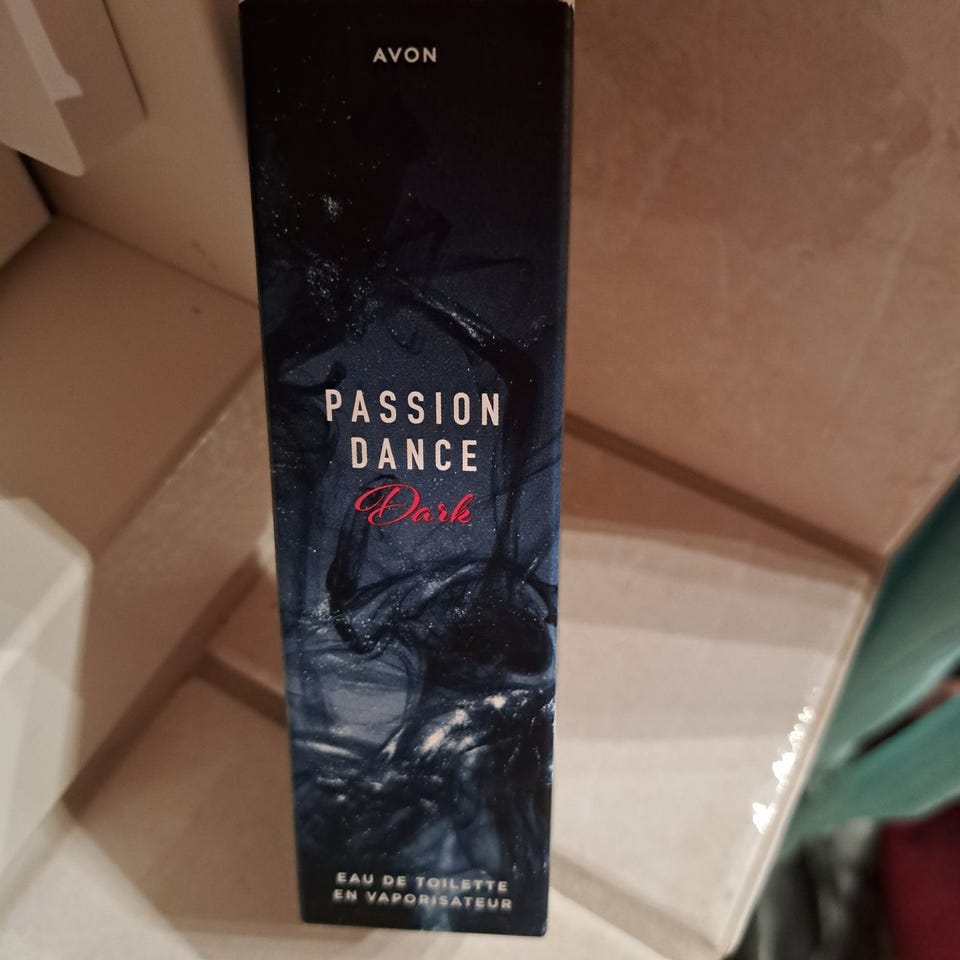 AVON
PASSION
DANCE
Dark
EAU DE TOILETTE
EN VAPORISATEUR